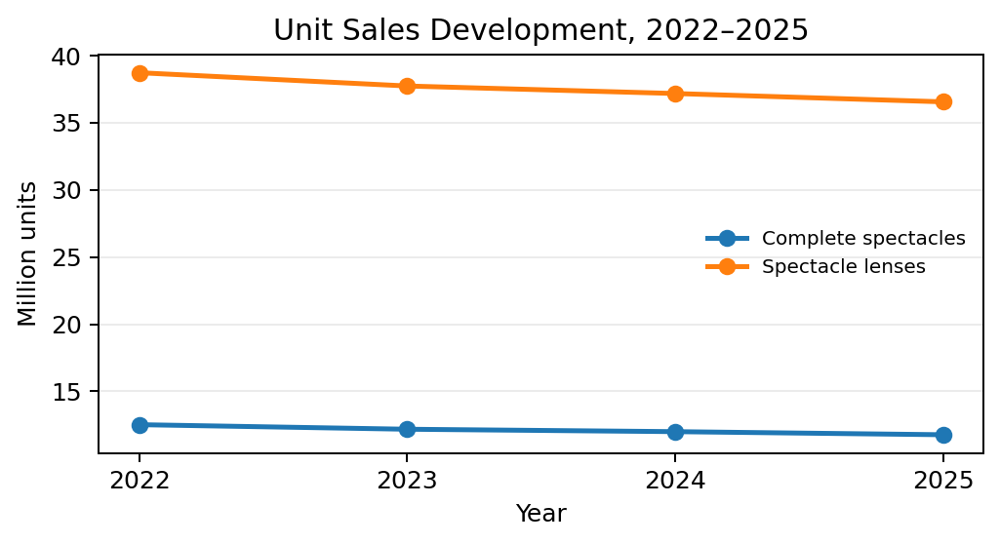 Unit Sales Development, 2022–2025
Million units
40
35
30
25
20
15
Complete spectacles
Spectacle lenses
2022 2023 2024 2025
Year